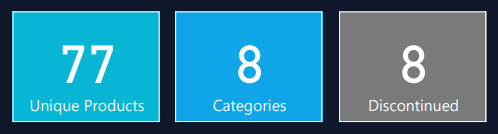 77
Unique Products
8
Categories
8
Discontinued